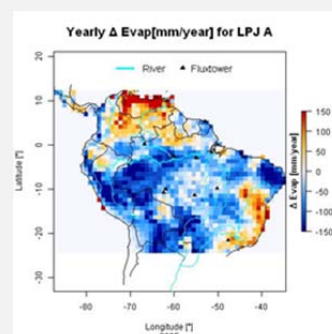 Yearly Δ Evap[mm/year] for LPJ A
River Fluxtower
20
10
0
-10
-20
-30
Latitude [°]
-80 -70 -60 -50 -40
Longitude [°]
150
100
50
0
-50
-100
-150
Δ Evap [mm/year]